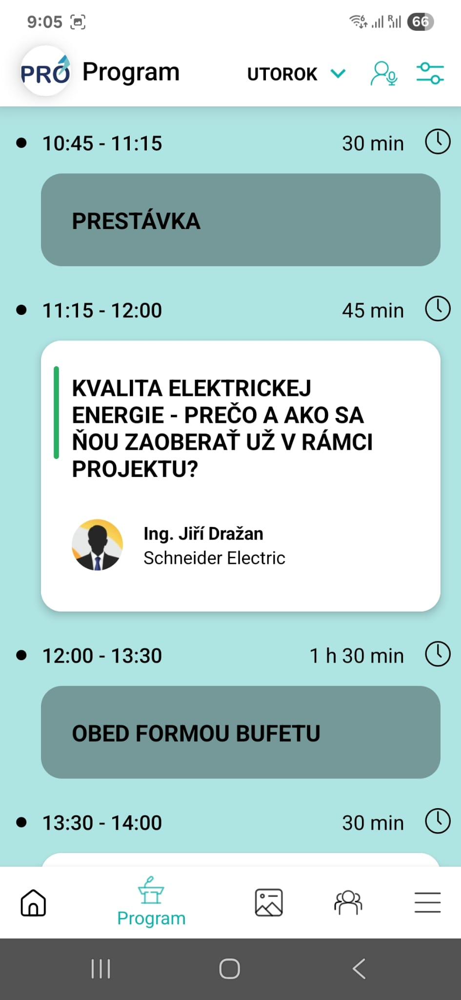 9:05
66
PRO
Program
UTOROK
10:45 - 11:15
30 min
PRESTÁVKA
11:15 - 12:00
45 min
KVALITA ELEKTRICKEJ
ENERGIE - PREČO A AKO SA
ŇOU ZAOBERAŤ UŽ V RÁMCI
PROJEKTU?
Ing. Jiří Dražan
Schneider Electric
12:00 - 13:30
1 h 30 min
OBED FORMOU BUFETU
13:30 - 14:00
30 min
Program